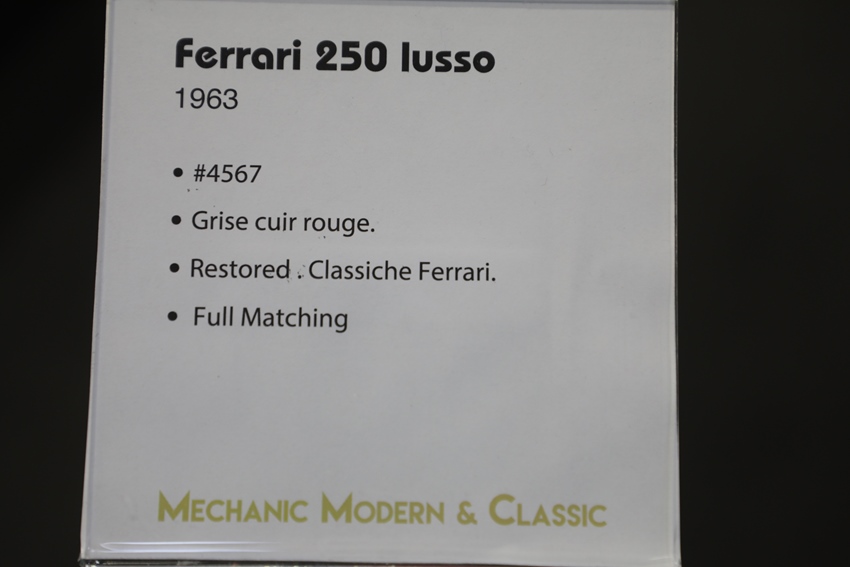 Ferrari 250 lusso
1963
• #4567
• Grise cuir rouge.
• Restored . Classiche Ferrari.
• Full Matching
MECHANIC MODERN & CLASSIC